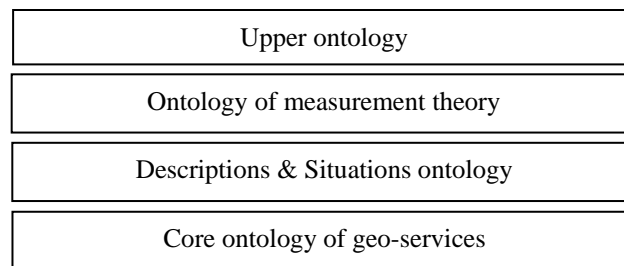 Upper ontology
Ontology of measurement theory
Descriptions & Situations ontology
Core ontology of geo-services